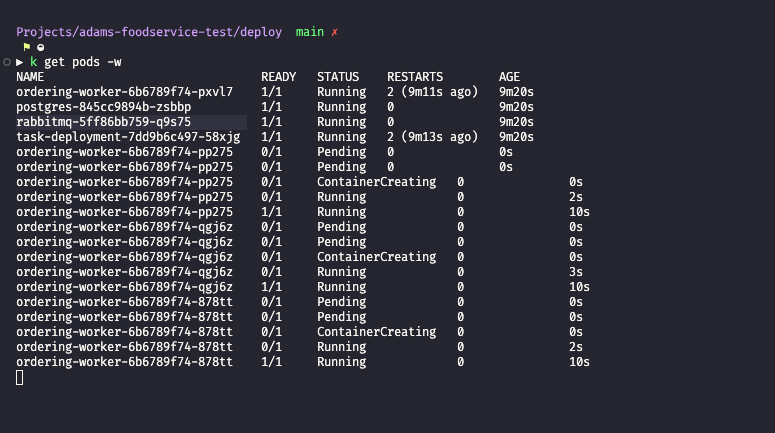 Projects/adams-foodservice-test/deploy main ✗
k get pods -w
NAME READY STATUS RESTARTS AGE
ordering-worker-6b6789f74-pxvl7 1/1 Running 2 (9m11s ago) 9m20s
postgres-845cc9894b-zsbbp 1/1 Running 0 9m20s
rabbitmq-5ff86bb759-q9s75 1/1 Running 0 9m20s
task-deployment-7dd9b6c497-58xjg 1/1 Running 2 (9m13s ago) 9m20s
ordering-worker-6b6789f74-pp275 0/1 Pending 0 0s
ordering-worker-6b6789f74-pp275 0/1 Pending 0 0s
ordering-worker-6b6789f74-pp275 0/1 ContainerCreating 0 0s
ordering-worker-6b6789f74-pp275 0/1 Running 0 2s
ordering-worker-6b6789f74-pp275 1/1 Running 0 10s
ordering-worker-6b6789f74-qgj6z 0/1 Pending 0 0s
ordering-worker-6b6789f74-qgj6z 0/1 Pending 0 0s
ordering-worker-6b6789f74-qgj6z 0/1 ContainerCreating 0 0s
ordering-worker-6b6789f74-qgj6z 0/1 Running 0 3s
ordering-worker-6b6789f74-qgj6z 1/1 Running 0 10s
ordering-worker-6b6789f74-878tt 0/1 Pending 0 0s
ordering-worker-6b6789f74-878tt 0/1 Pending 0 0s
ordering-worker-6b6789f74-878tt 0/1 ContainerCreating 0 0s
ordering-worker-6b6789f74-878tt 0/1 Running 0 2s
ordering-worker-6b6789f74-878tt 1/1 Running 0 10s